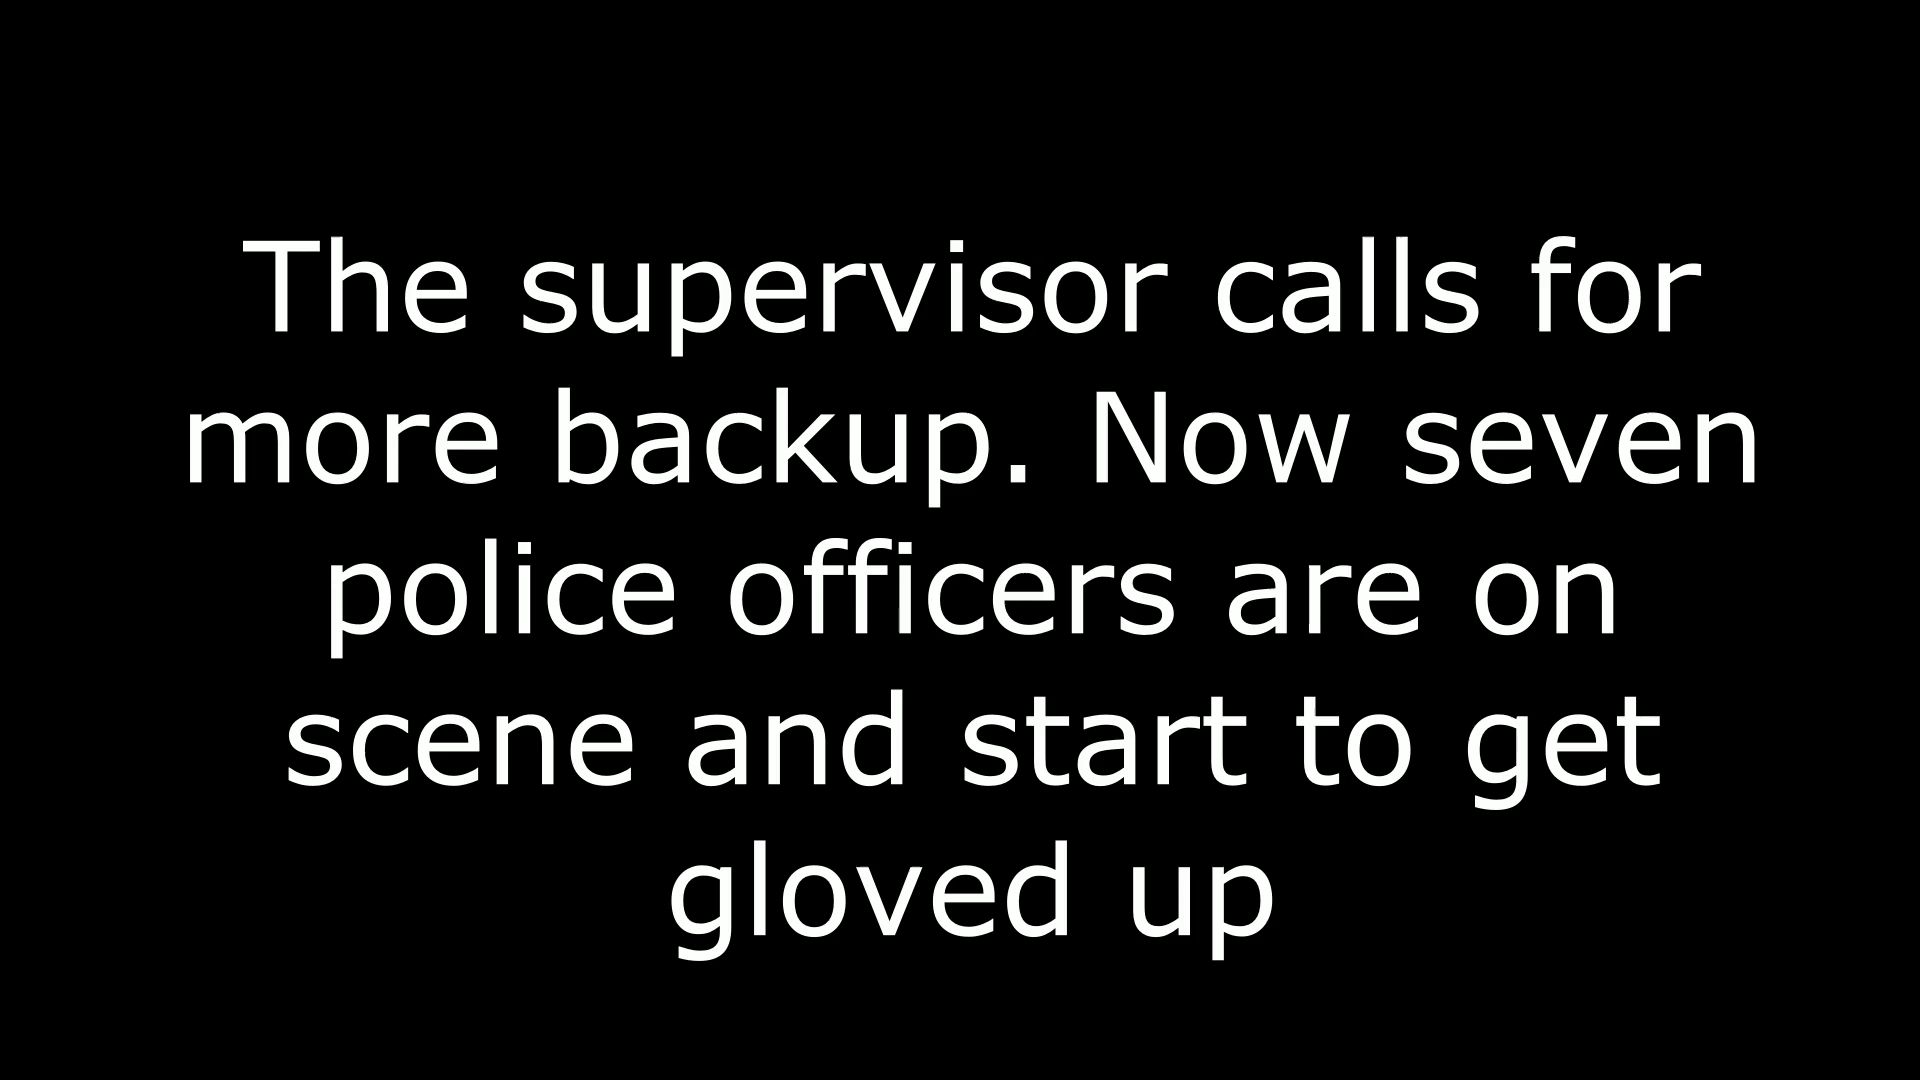 The supervisor calls for
more backup. Now seven
police officers are on
scene and start to get
gloved up